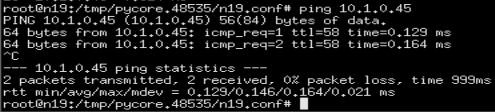 root@n19:/tmp/pycore.48535/n19.conf# ping 10.1.0.45
PING 10.1.0.45 (10.1.0.45) 56(84) bytes of data.
64 bytes from 10.1.0.45: icmp_req=1 ttl=58 time=0.129 ms
64 bytes from 10.1.0.45: icmp_req=2 ttl=58 time=0.164 ms
^C
--- 10.1.0.45 ping statistics ---
2 packets transmitted, 2 received, 0% packet loss, time 999ms
rtt min/avg/max/mdev = 0.129/0.146/0.164/0.021 ms
root@n19:/tmp/pycore.48535/n19.conf#